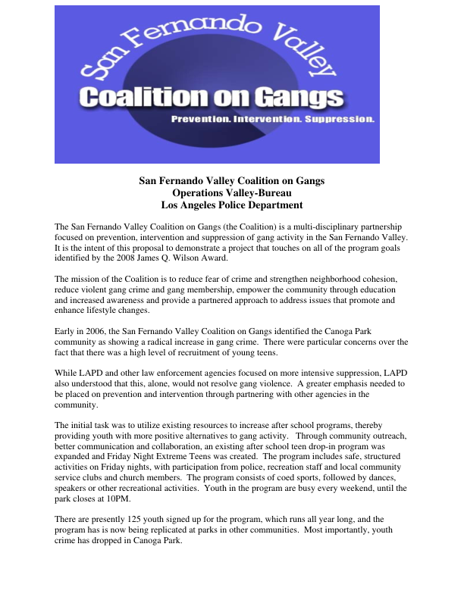 San Fernando Valley
Coalition on Gangs
Prevention. Intervention. Suppression.
San Fernando Valley Coalition on Gangs
Operations Valley-Bureau
Los Angeles Police Department
The San Fernando Valley Coalition on Gangs (the Coalition) is a multi-disciplinary partnership
focused on prevention, intervention and suppression of gang activity in the San Fernando Valley.
It is the intent of this proposal to demonstrate a project that touches on all of the program goals
identified by the 2008 James Q. Wilson Award.
The mission of the Coalition is to reduce fear of crime and strengthen neighborhood cohesion,
reduce violent gang crime and gang membership, empower the community through education
and increased awareness and provide a partnered approach to address issues that promote and
enhance lifestyle changes.
Early in 2006, the San Fernando Valley Coalition on Gangs identified the Canoga Park
community as showing a radical increase in gang crime.  There were particular concerns over the
fact that there was a high level of recruitment of young teens.
While LAPD and other law enforcement agencies focused on more intensive suppression, LAPD
also understood that this, alone, would not resolve gang violence.  A greater emphasis needed to
be placed on prevention and intervention through partnering with other agencies in the
community.
The initial task was to utilize existing resources to increase after school programs, thereby
providing youth with more positive alternatives to gang activity.   Through community outreach,
better communication and collaboration, an existing after school teen drop-in program was
expanded and Friday Night Extreme Teens was created.  The program includes safe, structured
activities on Friday nights, with participation from police, recreation staff and local community
service clubs and church members.  The program consists of coed sports, followed by dances,
speakers or other recreational activities.  Youth in the program are busy every weekend, until the
park closes at 10PM.
There are presently 125 youth signed up for the program, which runs all year long, and the
program has is now being replicated at parks in other communities.  Most importantly, youth
crime has dropped in Canoga Park.